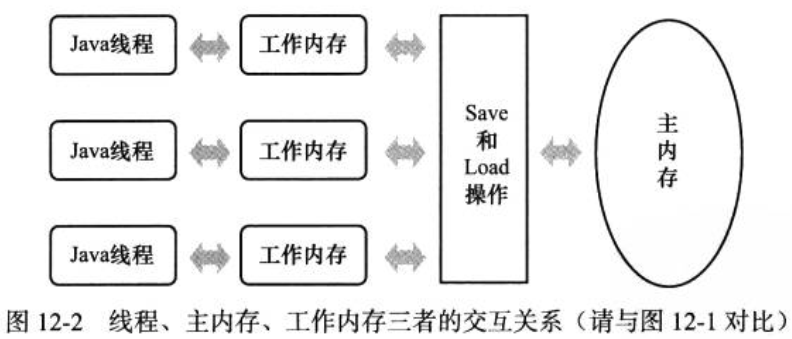 Java线程
工作内存
Java线程
工作内存
Java线程
工作内存
Save
和
Load
操作
主
内
存
图 12-2 线程、主内存、工作内存三者的交互关系（请与图 12-1 对比）